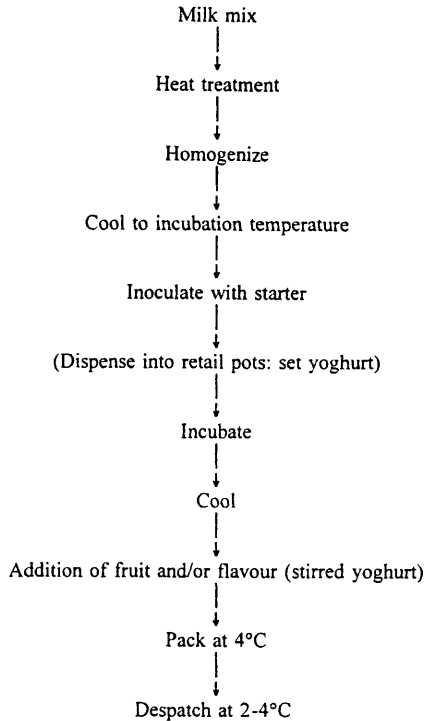 Milk mix
Heat treatment
Homogenize
Cool to incubation temperature
Inoculate with starter
(Dispense into retail pots: set yoghurt)
Incubate
Cool
Addition of fruit and/or flavour (stirred yoghurt)
Pack at 4°C
Despatch at 2-4°C